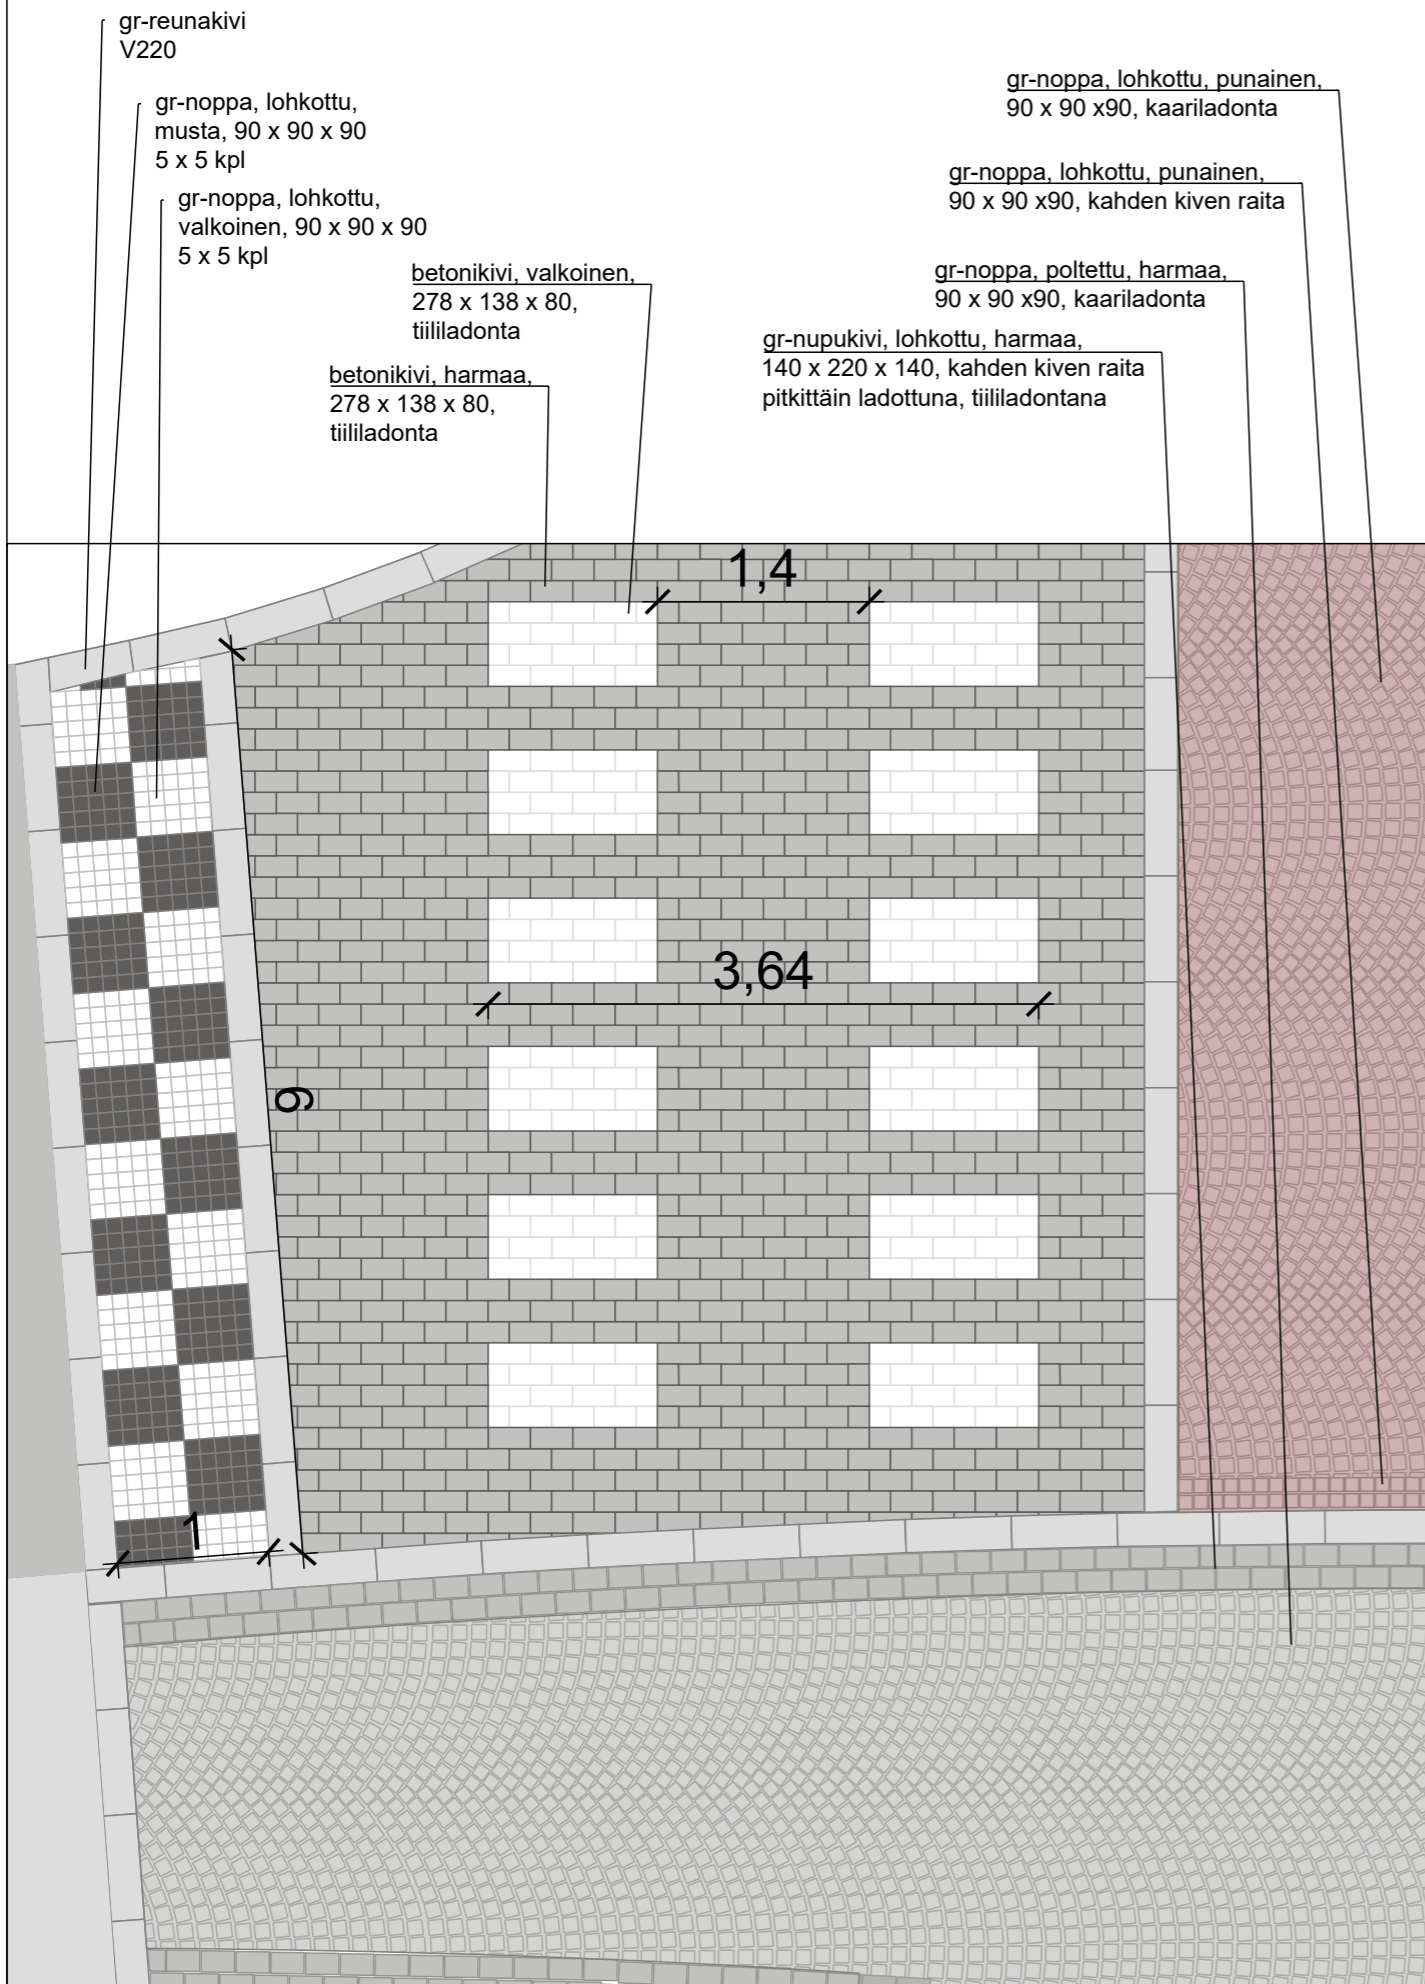 gr-reunakivi
V220
gr-noppa, lohkottu,
musta, 90 x 90 x 90
5 x 5 kpl
gr-noppa, lohkottu,
valkoinen, 90 x 90 x 90
5 x 5 kpl
betonikivi, valkoinen,
278 x 138 x 80,
tiililadonta
betonikivi, harmaa,
278 x 138 x 80,
tiililadonta
gr-noppa, lohkottu, punainen,
90 x 90 x90, kaariladonta
gr-noppa, lohkottu, punainen,
90 x 90 x90, kahden kiven raita
gr-noppa, poltettu, harmaa,
90 x 90 x90, kaariladonta
gr-nupukivi, lohkottu, harmaa,
140 x 220 x 140, kahden kiven raita
pitkittäin ladottuna, tiililadontana
1,4
3,64
9
1